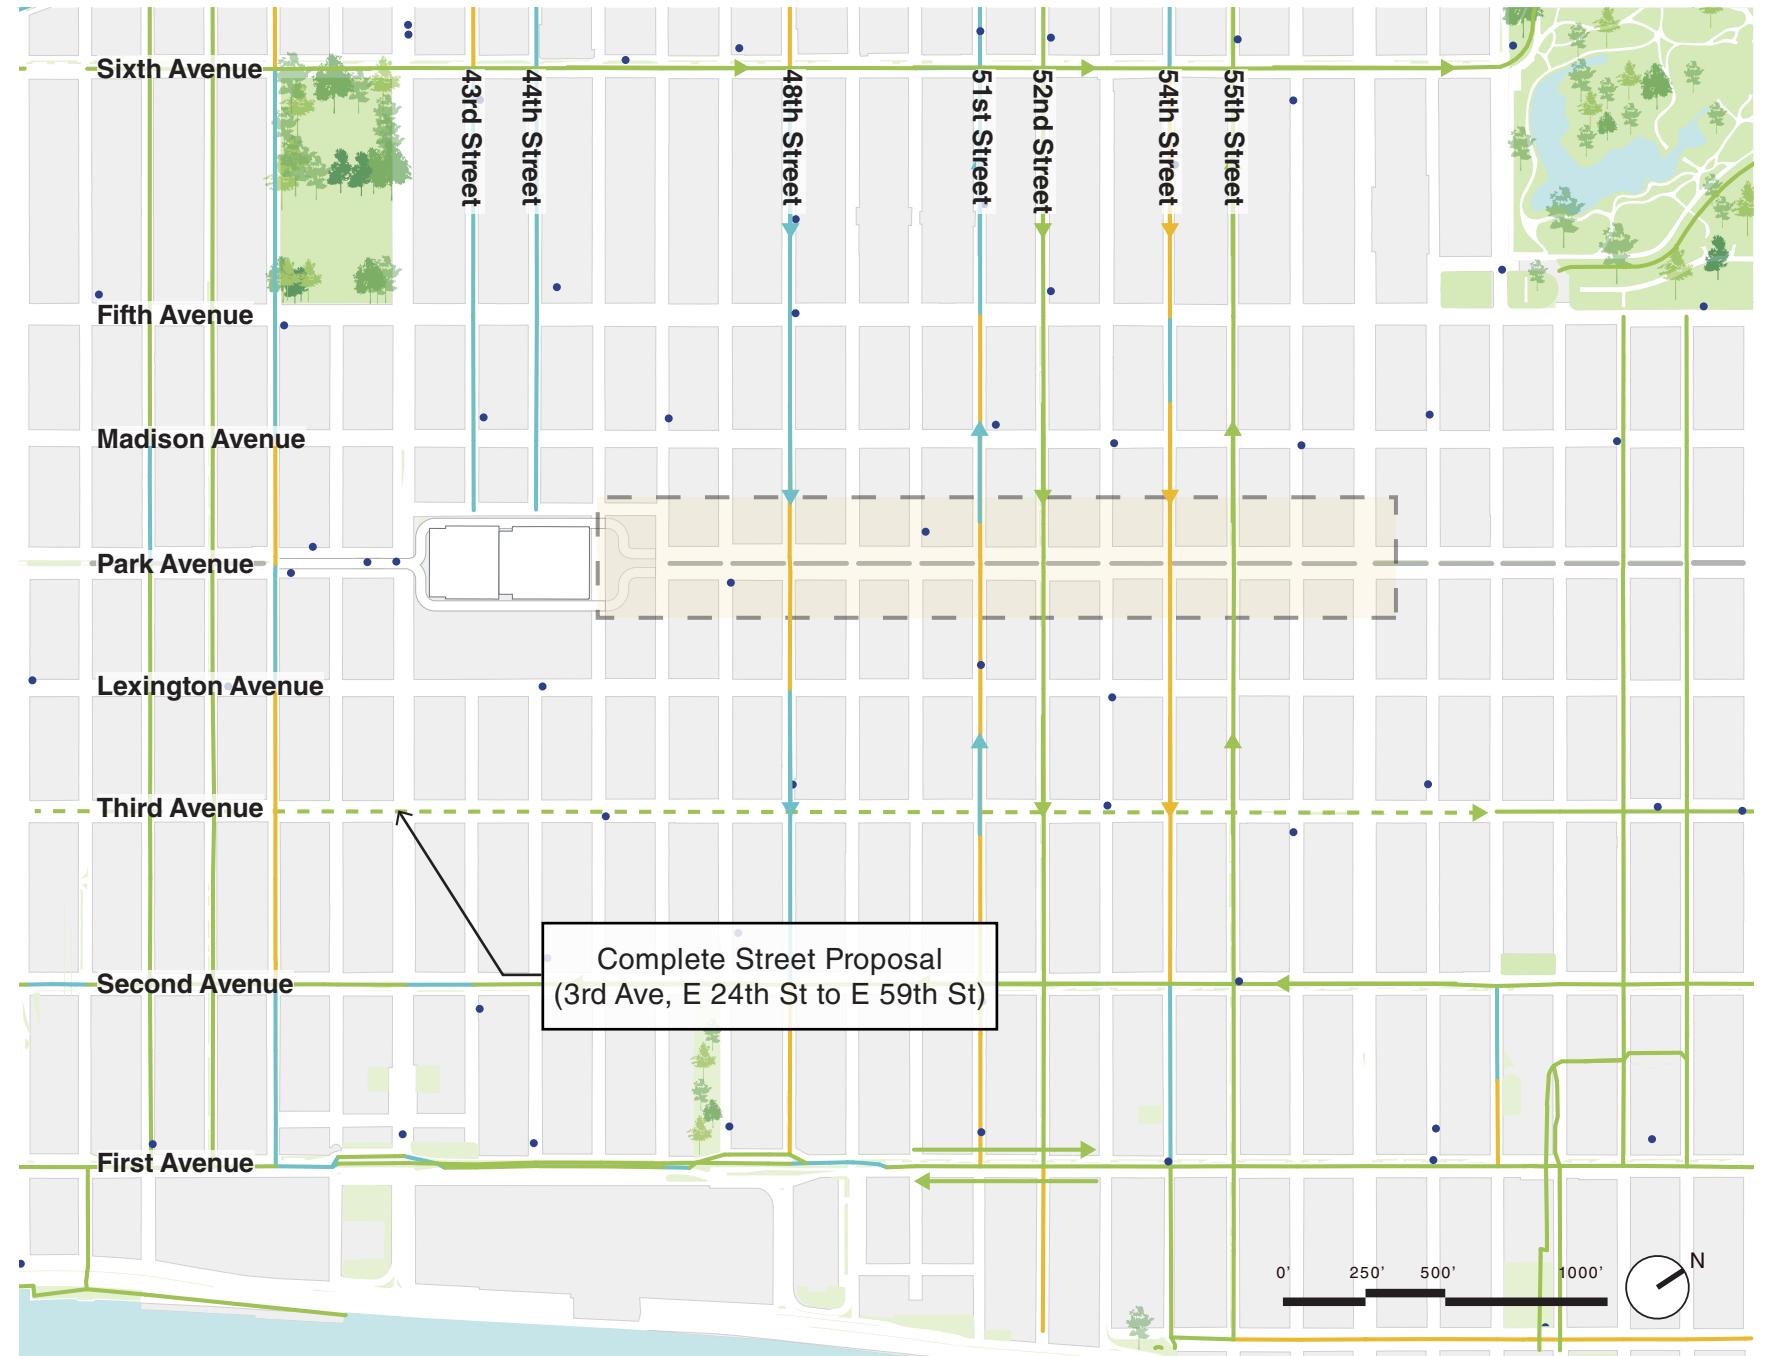 Sixth Avenue
43rd Street
44th Street
48th Street
51st Street
52nd Street
54th Street
55th Street
Fifth Avenue
Madison Avenue
Park Avenue
Lexington Avenue
Third Avenue
Complete Street Proposal
(3rd Ave, E 24th St to E 59th St)
Second Avenue
First Avenue
0' 250' 500' 1000'
N